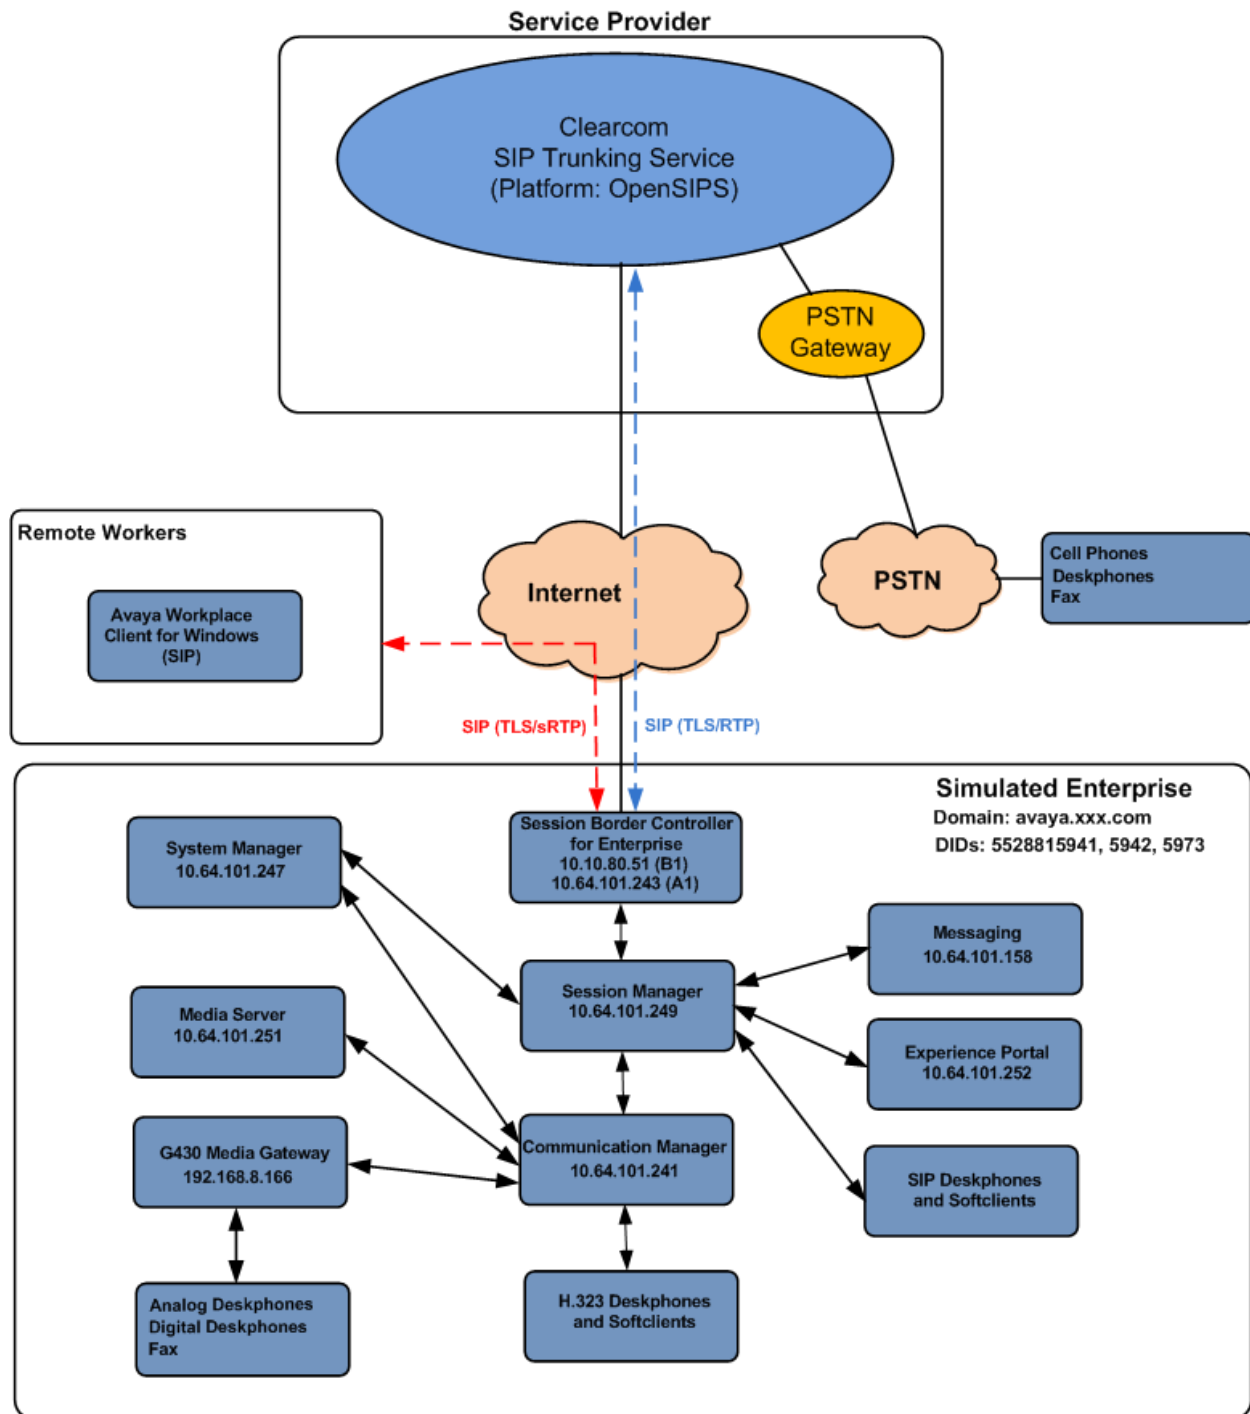 Service Provider
Clearcom
SIP Trunking Service
(Platform: OpenSIPS)
PSTN
Gateway
Remote Workers
Avaya Workplace
Client for Windows
(SIP)
Internet
PSTN
Cell Phones
Deskphones
Fax
SIP (TLS/sRTP)
SIP (TLS/RTP)
Simulated Enterprise
Domain: avaya.xxx.com
DIDs: 5528815941, 5942, 5973
Session Border Controller
for Enterprise
10.10.80.51 (B1)
10.64.101.243 (A1)
System Manager
10.64.101.247
Messaging
10.64.101.158
Session Manager
10.64.101.249
Media Server
10.64.101.251
Experience Portal
10.64.101.252
G430 Media Gateway
192.168.8.166
Communication Manager
10.64.101.241
SIP Deskphones
and Softclients
Analog Deskphones
Digital Deskphones
Fax
H.323 Deskphones
and Softclients